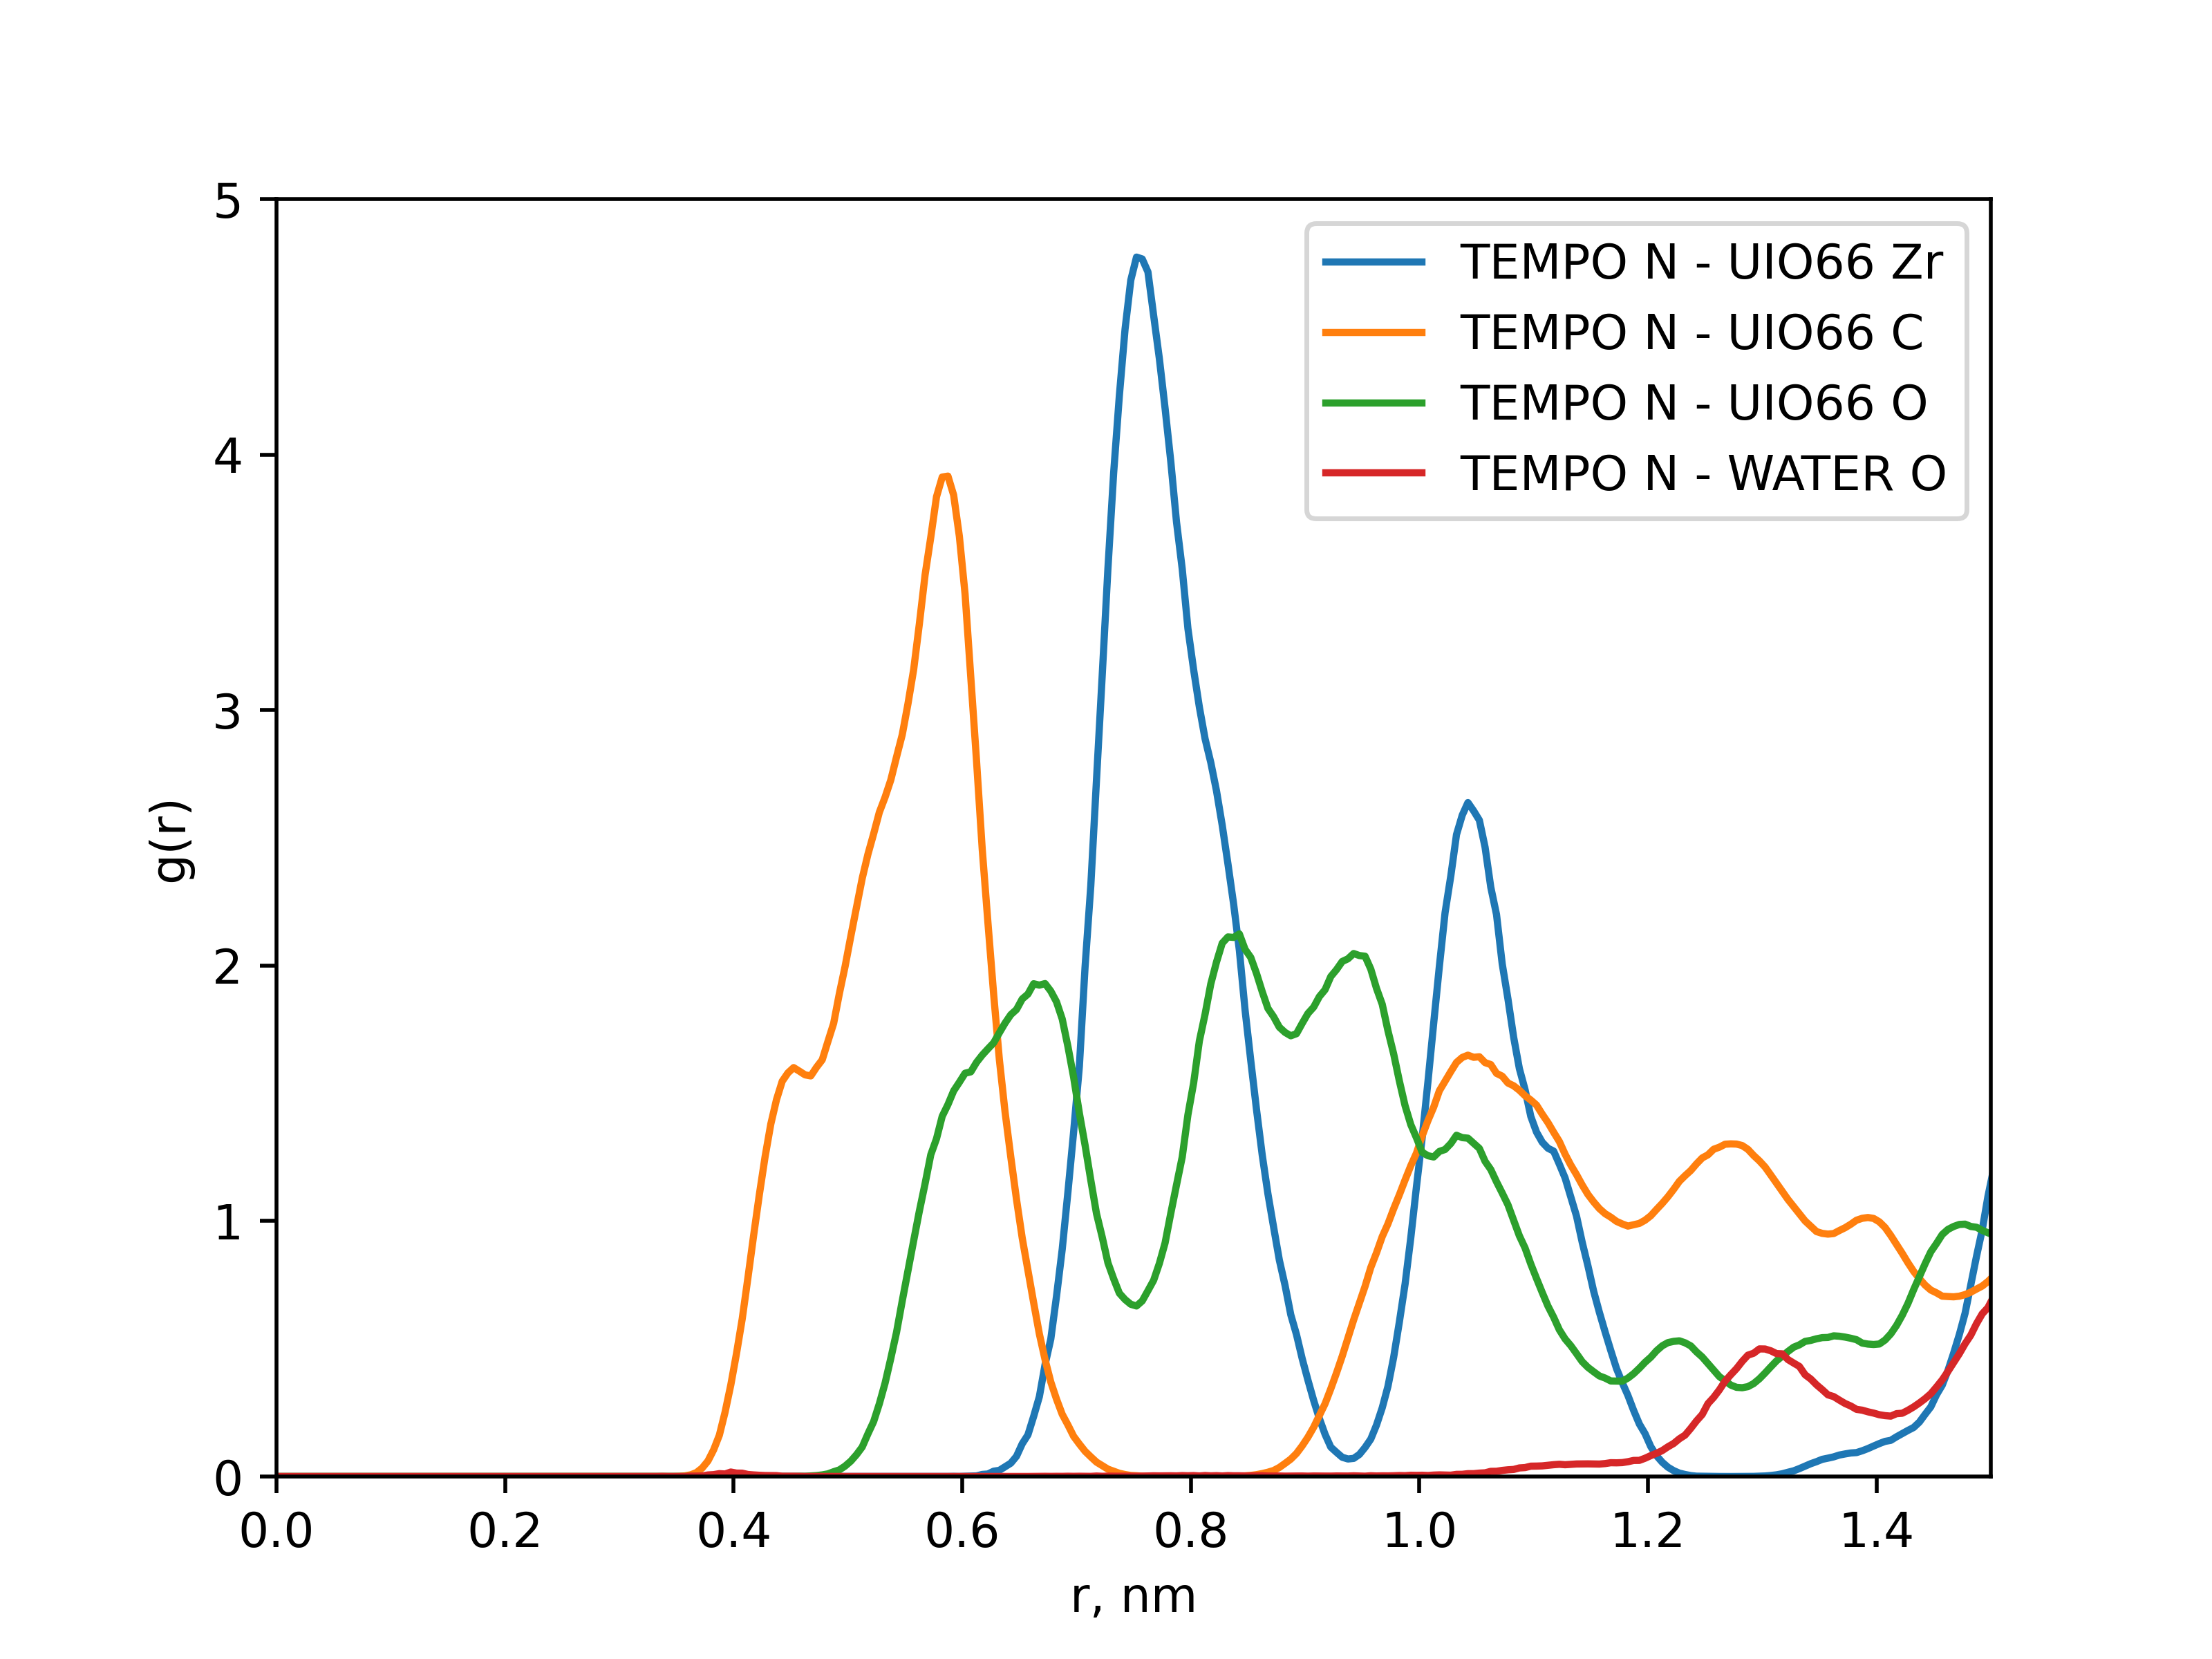 5
4
3
2
1
0
g(r)
TEMPO N - UIO66 Zr
TEMPO N - UIO66 C
TEMPO N - UIO66 O
TEMPO N - WATER O
0.0 0.2 0.4 0.6 0.8 1.0 1.2 1.4
r, nm